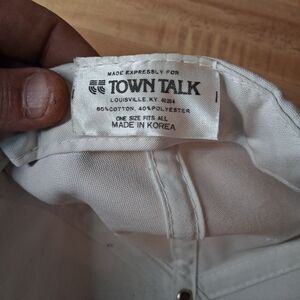 MADE EXPRESSLY FOR
TOWN TALK
LOUISVILLE, KY. 40204
60%COTTON, 40%POLYESTER
ONE SIZE FITS ALL
MADE IN KOREA